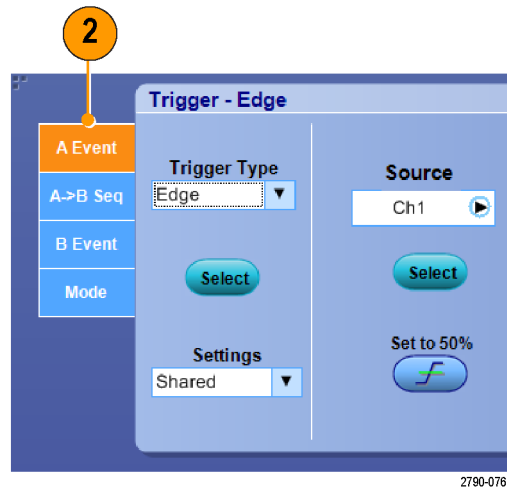 2
Trigger - Edge
A Event
A->B Seq
B Event
Mode
Trigger Type
Edge
Select
Settings
Shared
Source
Ch1
Select
Set to 50%
2790-076